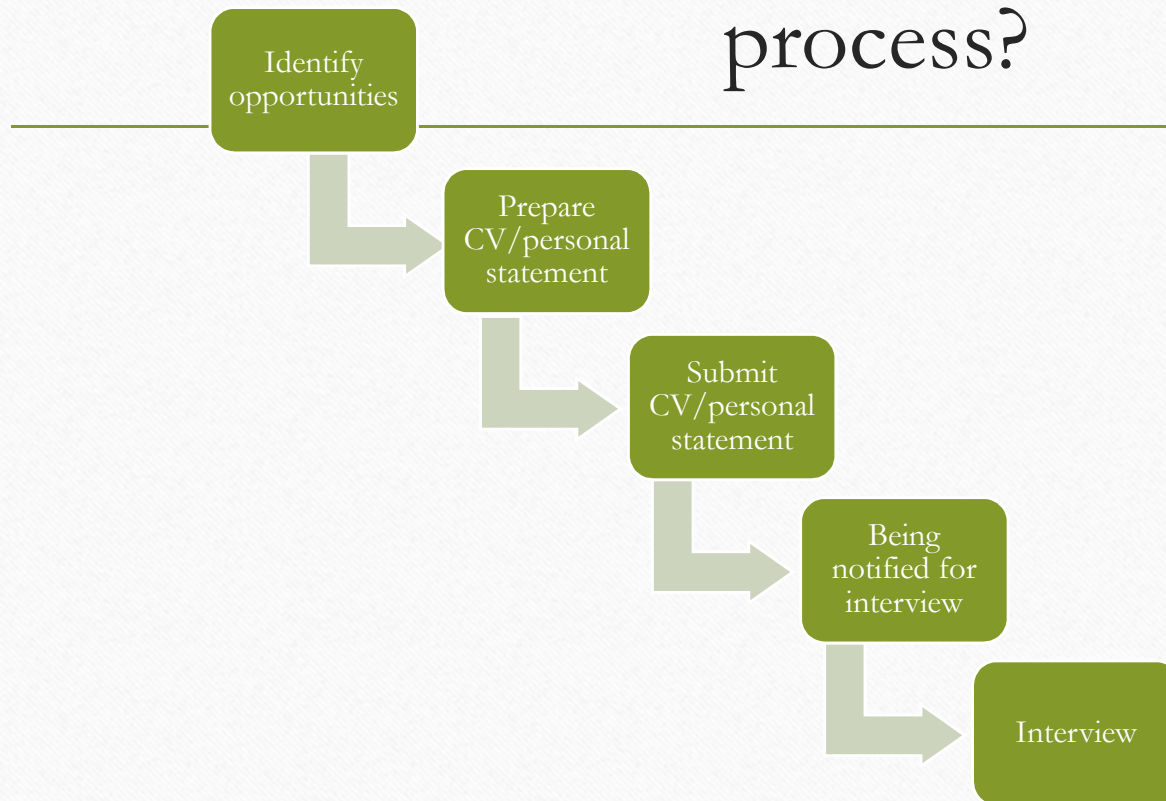 process?
Identify
opportunities
Prepare
CV/personal
statement
Submit
CV/personal
statement
Being
notified for
interview
Interview